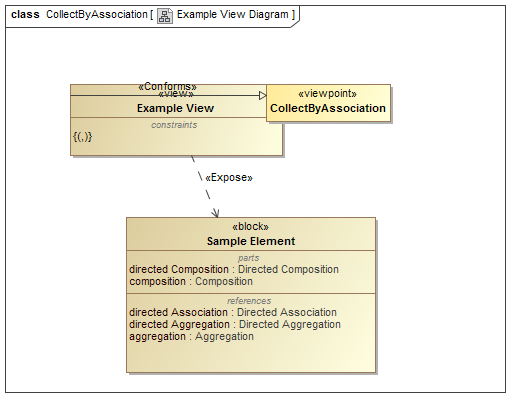 class CollectByAssociation [ Example View Diagram ]
«Conforms»
«view»
Example View
constraints
{(,)}
«viewpoint»
CollectByAssociation
«Expose»
«block»
Sample Element
parts
directed Composition : Directed Composition
composition : Composition
references
directed Association : Directed Association
directed Aggregation : Directed Aggregation
aggregation : Aggregation